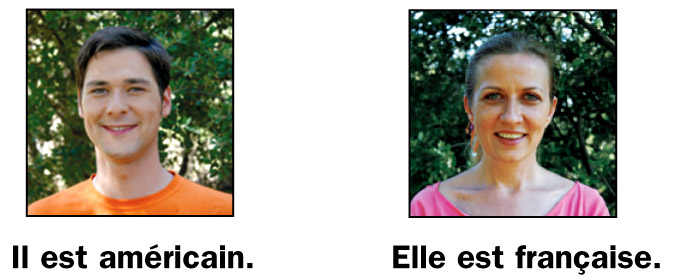 Il est américain.
Elle est française.